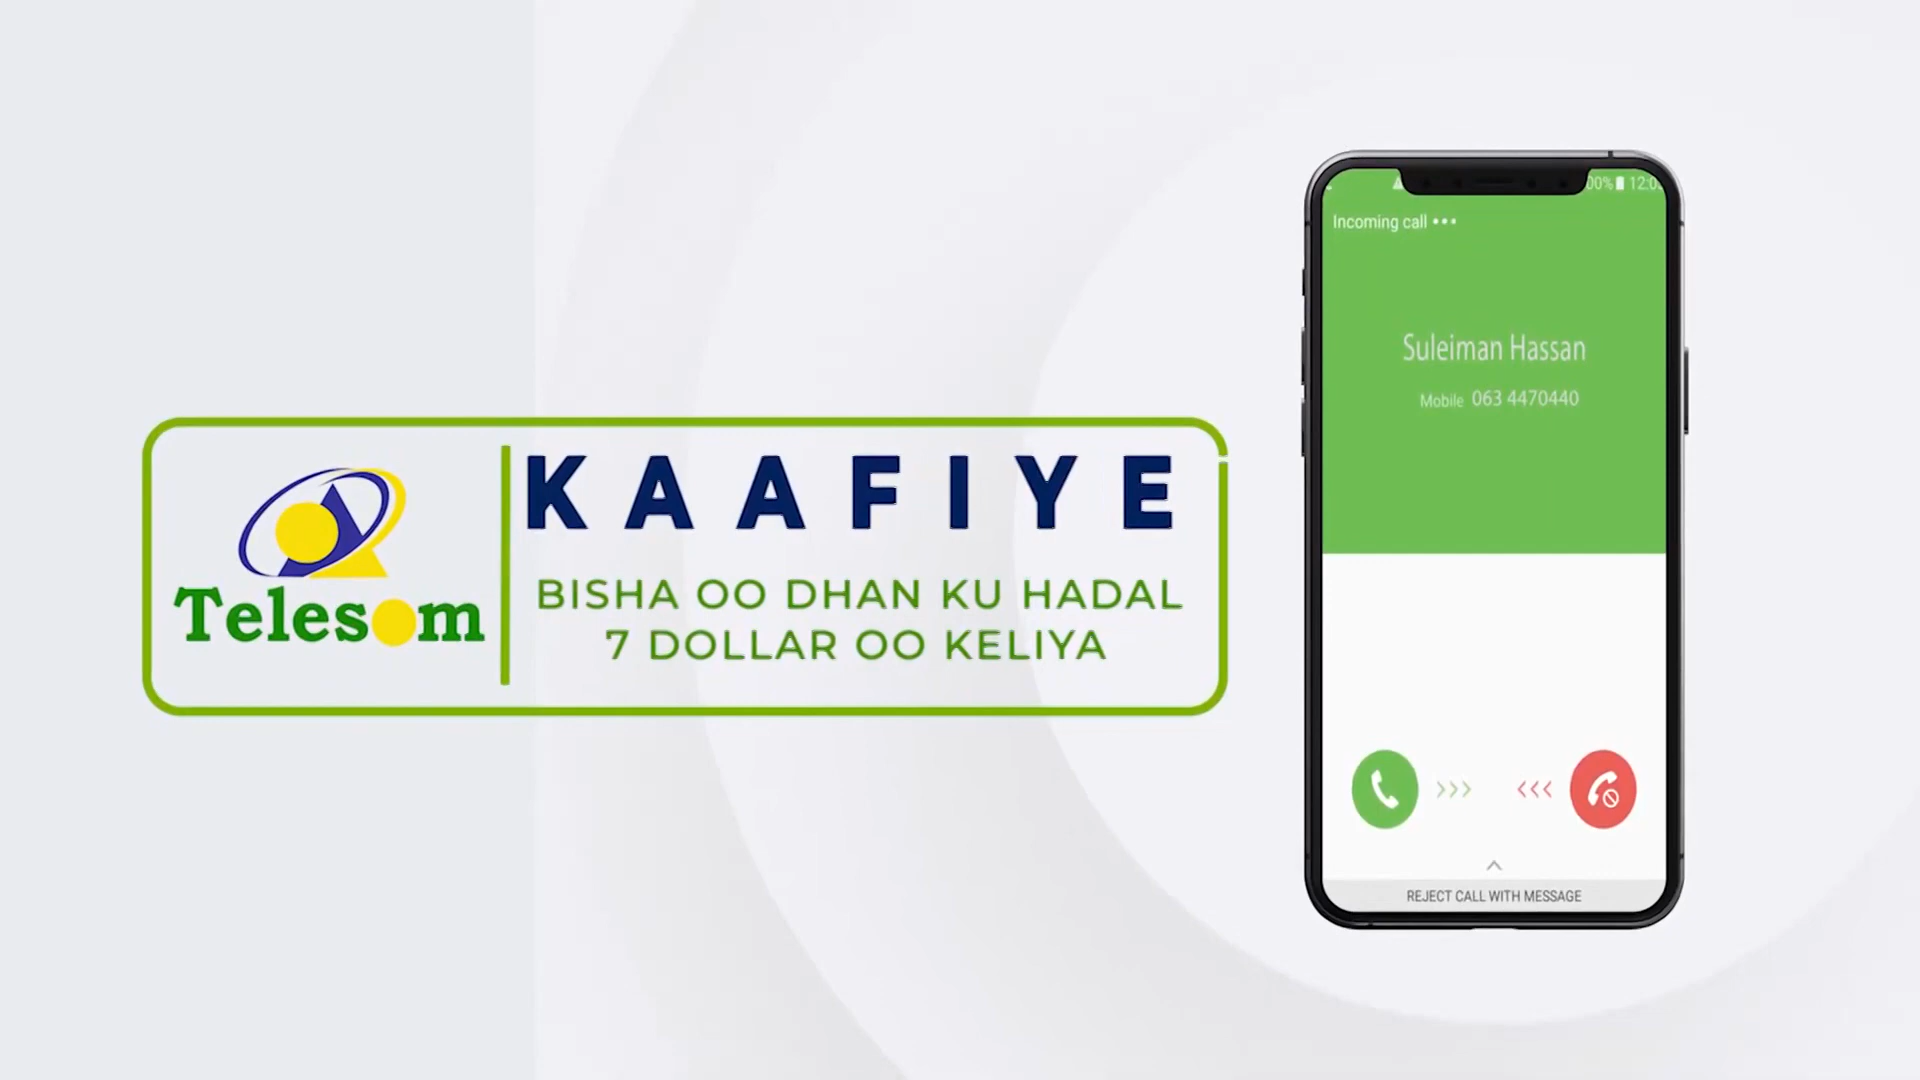 Telesom
KAAFIYE
BISHA OO DHAN KU HADAL
7 DOLLAR OO KELIYA
Incoming call •••
Suleiman Hassan
Mobile 063 4470440
REJECT CALL WITH MESSAGE